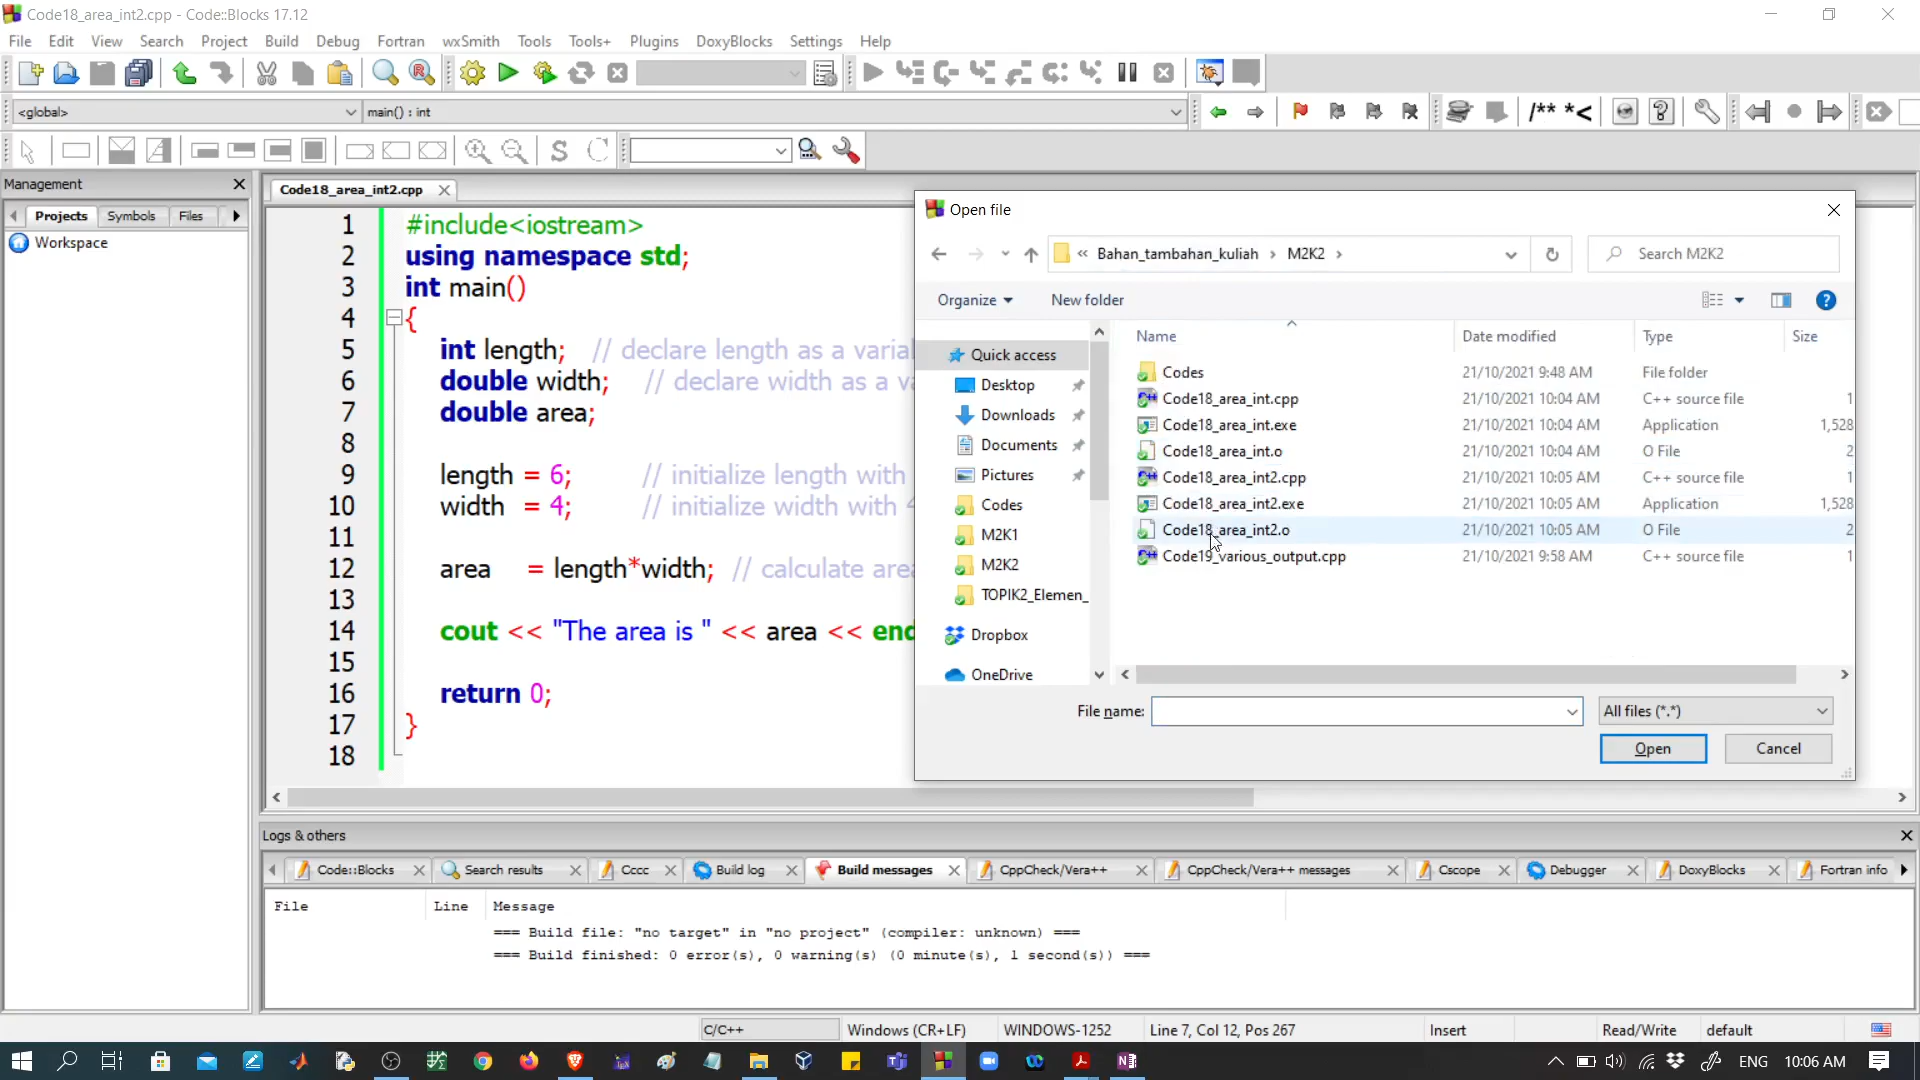 Code18_area_int2.cpp - Code::Blocks 17.12
File Edit View Search Project Build Debug Fortran wxSmith Tools Tools+ Plugins DoxyBlocks Settings Help
<global> main() : int
/** *<
Management
Projects Symbols Files
Workspace
Code18_area_int2.cpp
1 #include<iostream>
2 using namespace std;
3 int main()
4 {
5 int length; // declare length as a varial
6 double width; // declare width as a va
7 double area;
8
9 length = 6; // initialize length with
10 width = 4; // initialize width with 4
11
12 area = length*width; // calculate area
13
14 cout << "The area is " << area << end
15
16 return 0;
17 }
18
Open file
« Bahan_tambahan_kuliah › M2K2 ›
Search M2K2
Organize
New folder
Quick access
Desktop
Downloads
Documents
Pictures
Codes
M2K1
M2K2
TOPIK2_Elemen_
Dropbox
OneDrive
Name Date modified Type Size
Codes 21/10/2021 9:48 AM File folder
Code18_area_int.cpp 21/10/2021 10:04 AM C++ source file 1
Code18_area_int.exe 21/10/2021 10:04 AM Application 1,528
Code18_area_int.o 21/10/2021 10:04 AM O File 2
Code18_area_int2.cpp 21/10/2021 10:05 AM C++ source file 1
Code18_area_int2.exe 21/10/2021 10:05 AM Application 1,528
Code18_area_int2.o 21/10/2021 10:05 AM O File 2
Code19_various_output.cpp 21/10/2021 9:58 AM C++ source file 1
File name: All files (*.*)
Open Cancel
Logs & others
Code::Blocks Search results Cccc Build log Build messages CppCheck/Vera++ CppCheck/Vera++ messages Cscope Debugger DoxyBlocks Fortran info
File Line Message
=== Build file: "no target" in "no project" (compiler: unknown) ===
=== Build finished: 0 error(s), 0 warning(s) (0 minute(s), 1 second(s)) ===
C/C++ Windows (CR+LF) WINDOWS-1252 Line 7, Col 12, Pos 267 Insert Read/Write default
ENG 10:06 AM